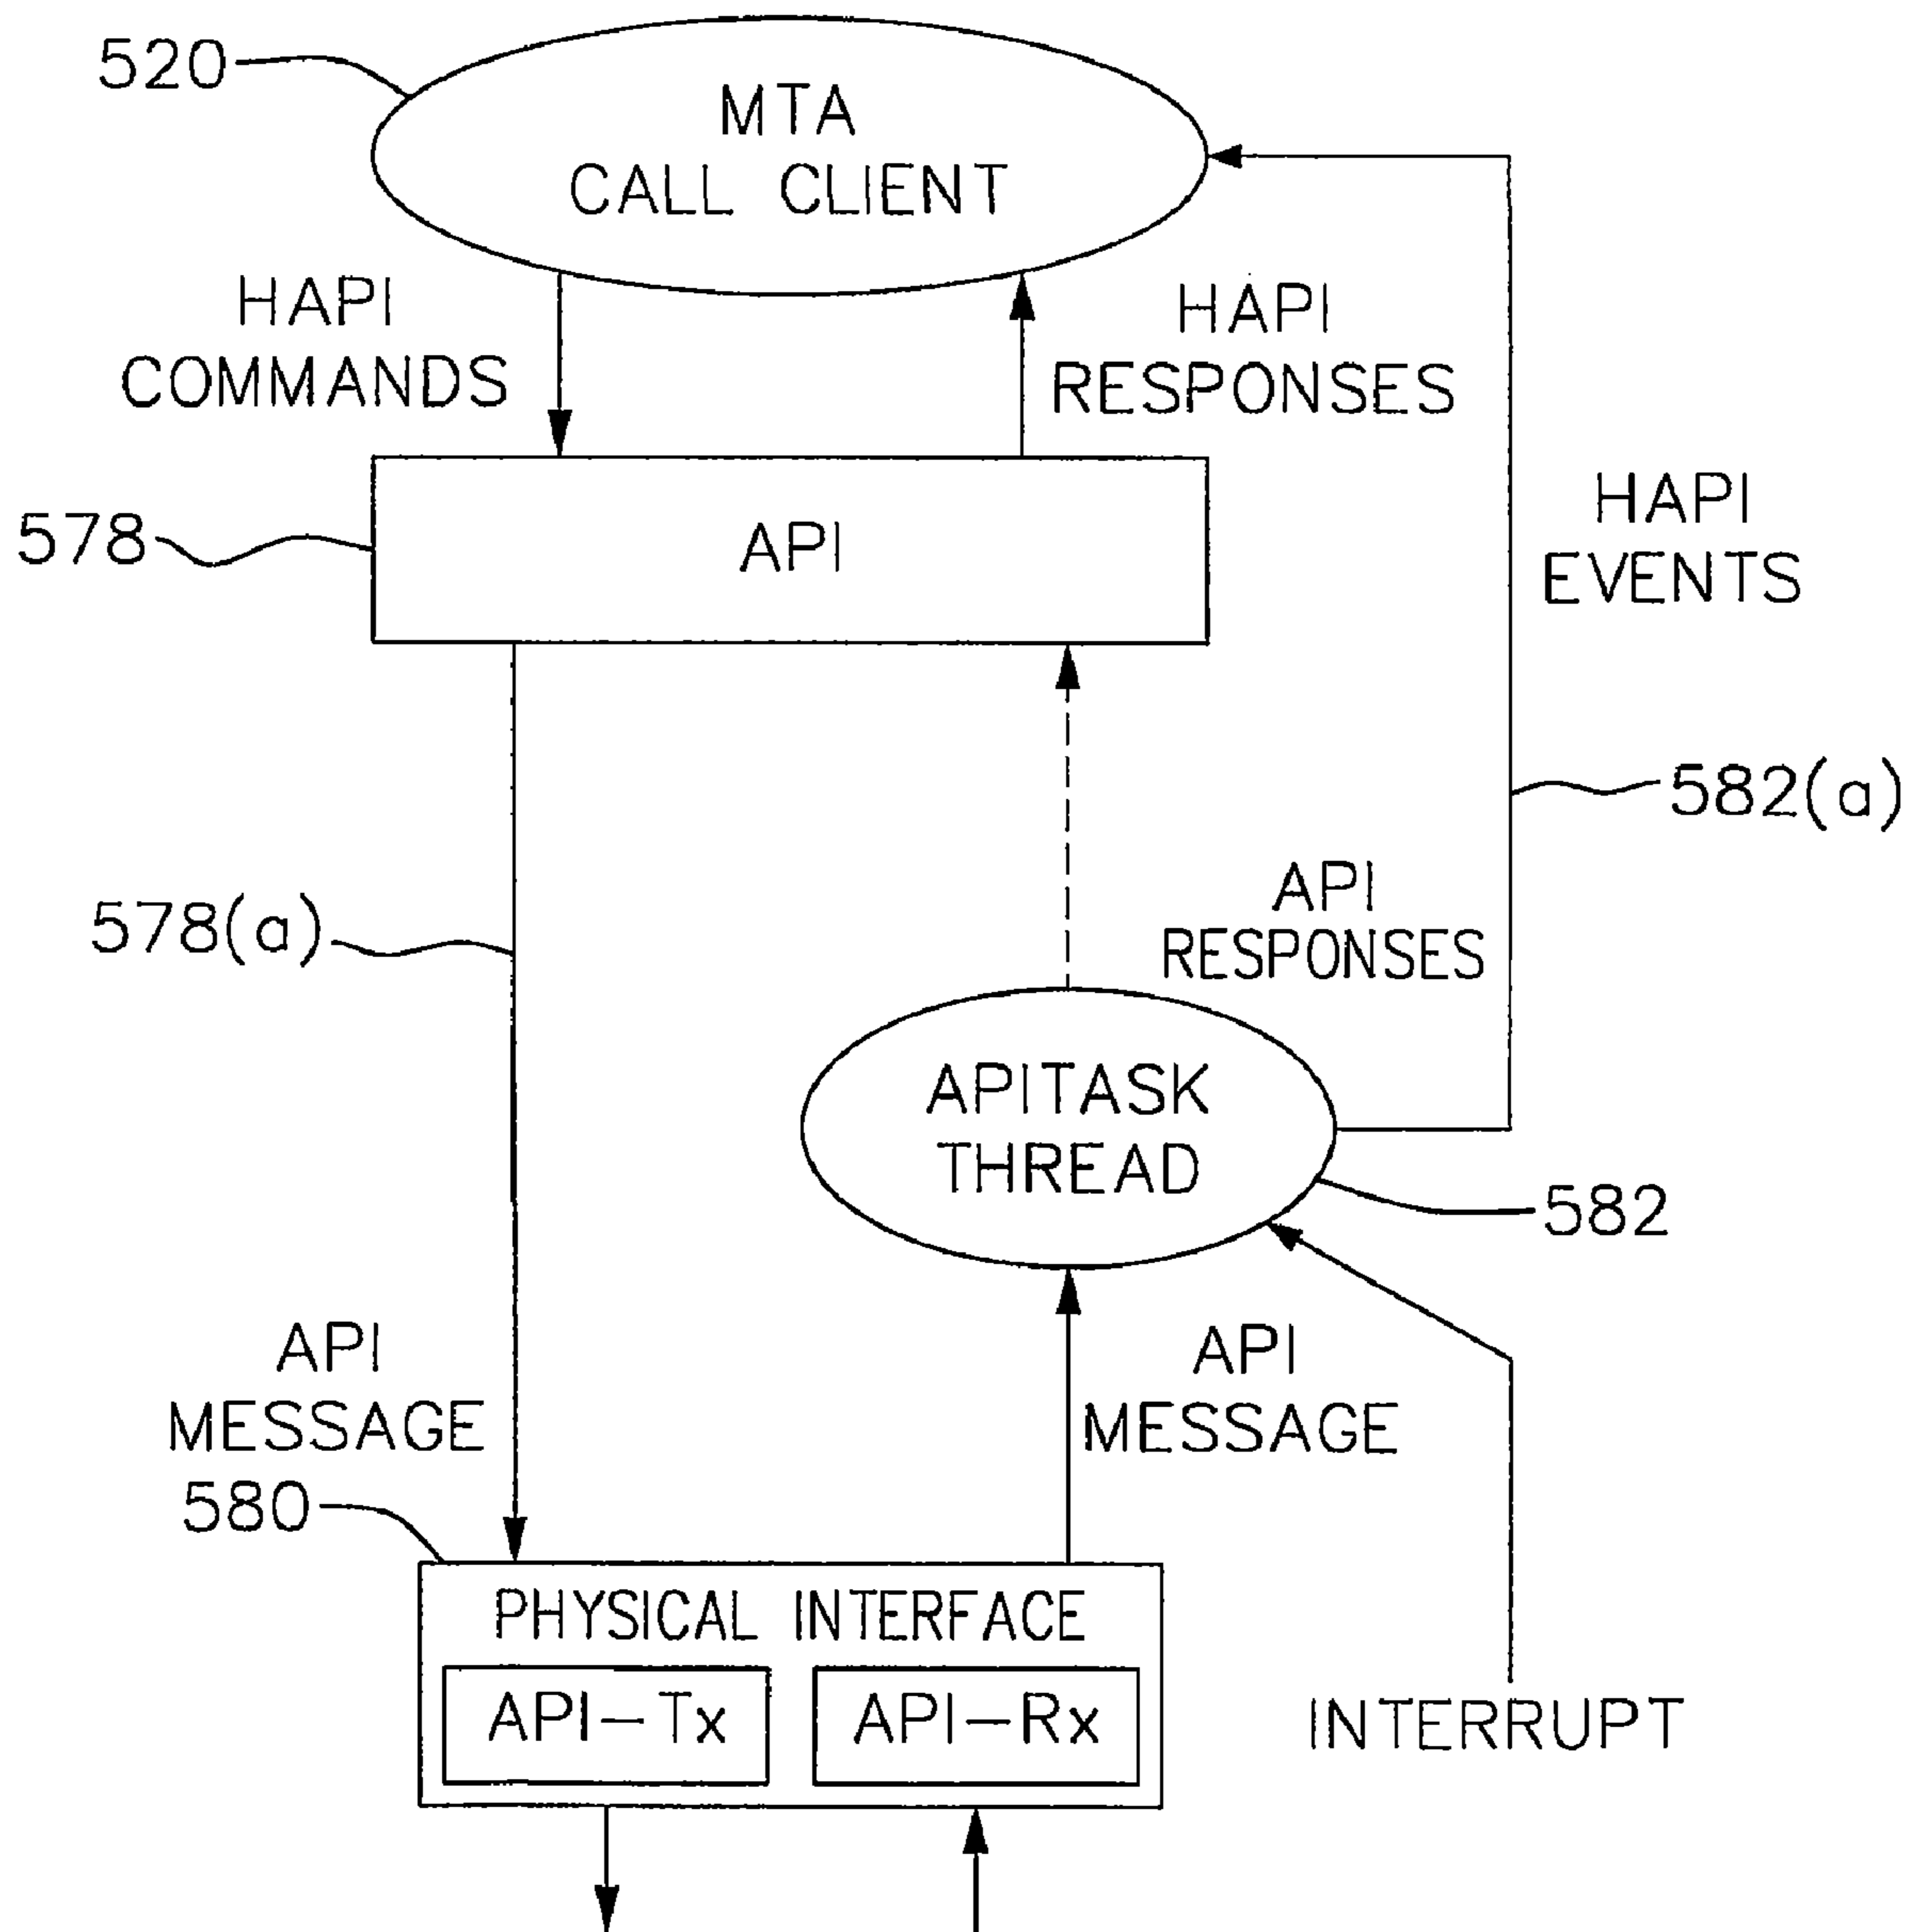 520
MTA
CALL CLIENT
HAPI
COMMANDS
HAPI
RESPONSES
578
API
HAPI
EVENTS
582(a)
578(a)
API
RESPONSES
APITASK
THREAD
582
API
MESSAGE
API
MESSAGE
580
PHYSICAL INTERFACE
API-Tx
API-Rx
INTERRUPT